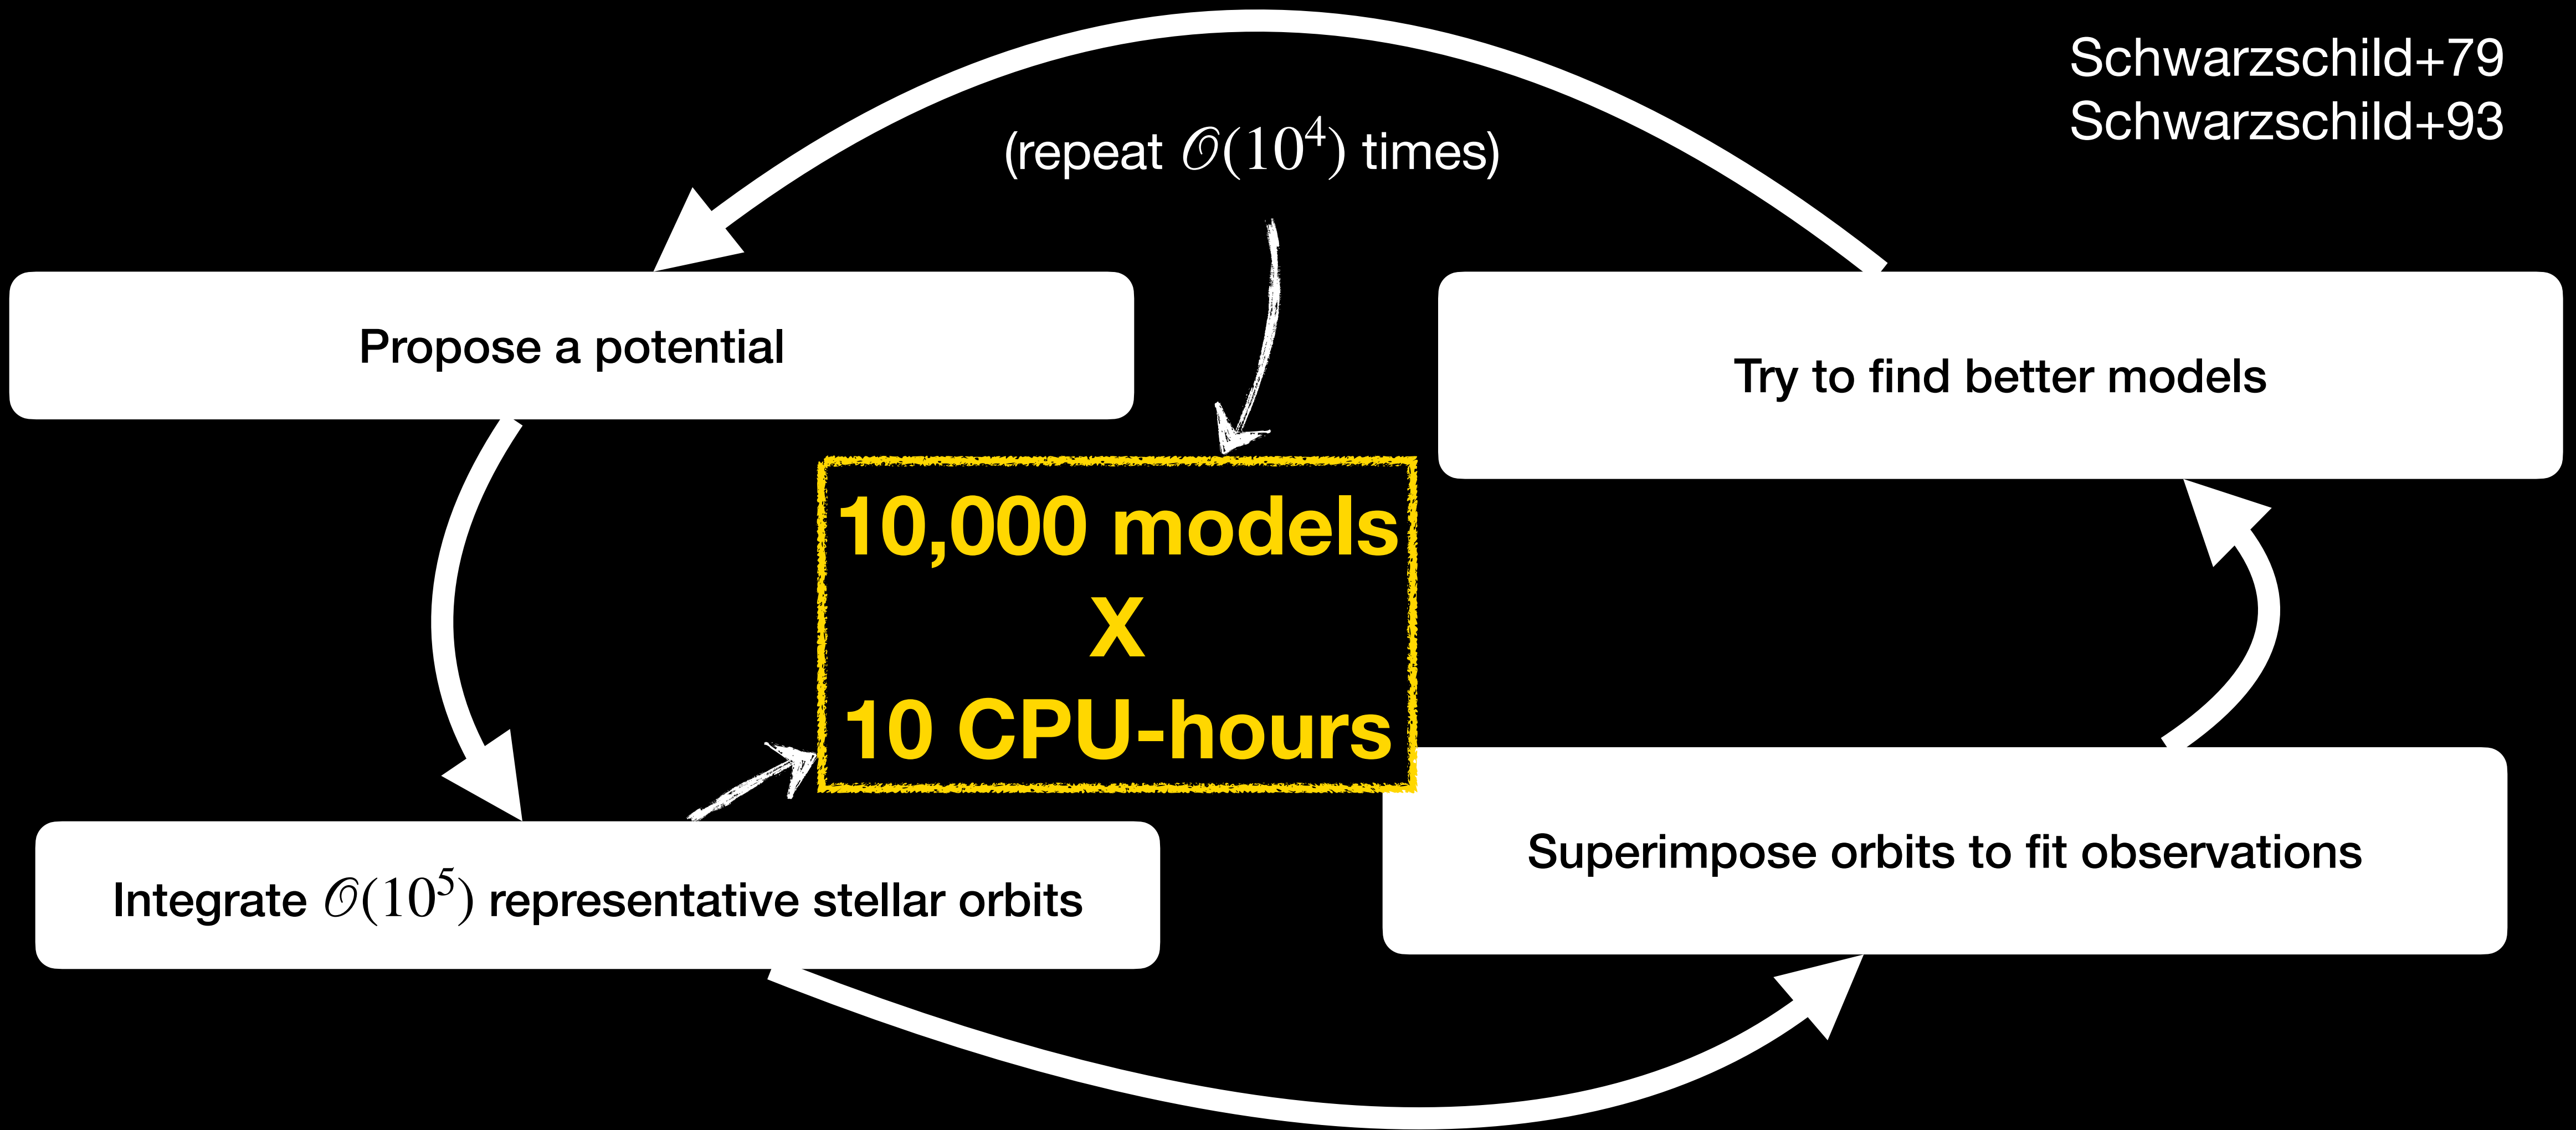 Schwarzschild+79
Schwarzschild+93
(repeat 𝒪(10⁴) times)
Propose a potential
Try to find better models
10,000 models
X
10 CPU-hours
Integrate 𝒪(10⁵) representative stellar orbits
Superimpose orbits to fit observations